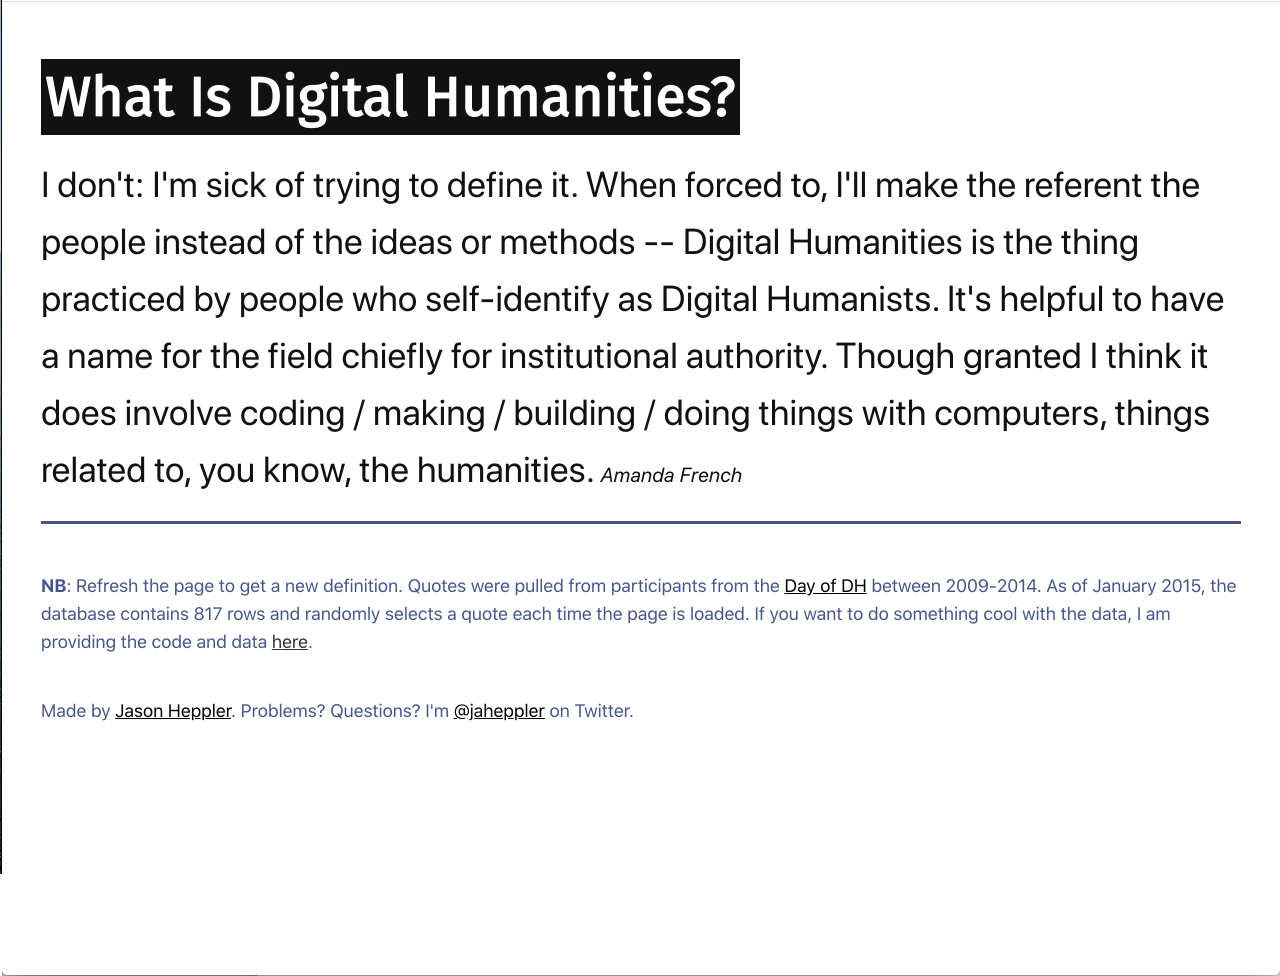 What Is Digital Humanities?
I don't: I'm sick of trying to define it. When forced to, I'll make the referent the
people instead of the ideas or methods -- Digital Humanities is the thing
practiced by people who self-identify as Digital Humanists. It's helpful to have
a name for the field chiefly for institutional authority. Though granted I think it
does involve coding / making / building / doing things with computers, things
related to, you know, the humanities. Amanda French
NB: Refresh the page to get a new definition. Quotes were pulled from participants from the Day of DH between 2009-2014. As of January 2015, the
database contains 817 rows and randomly selects a quote each time the page is loaded. If you want to do something cool with the data, I am
providing the code and data here.
Made by Jason Heppler. Problems? Questions? I'm @jaheppler on Twitter.